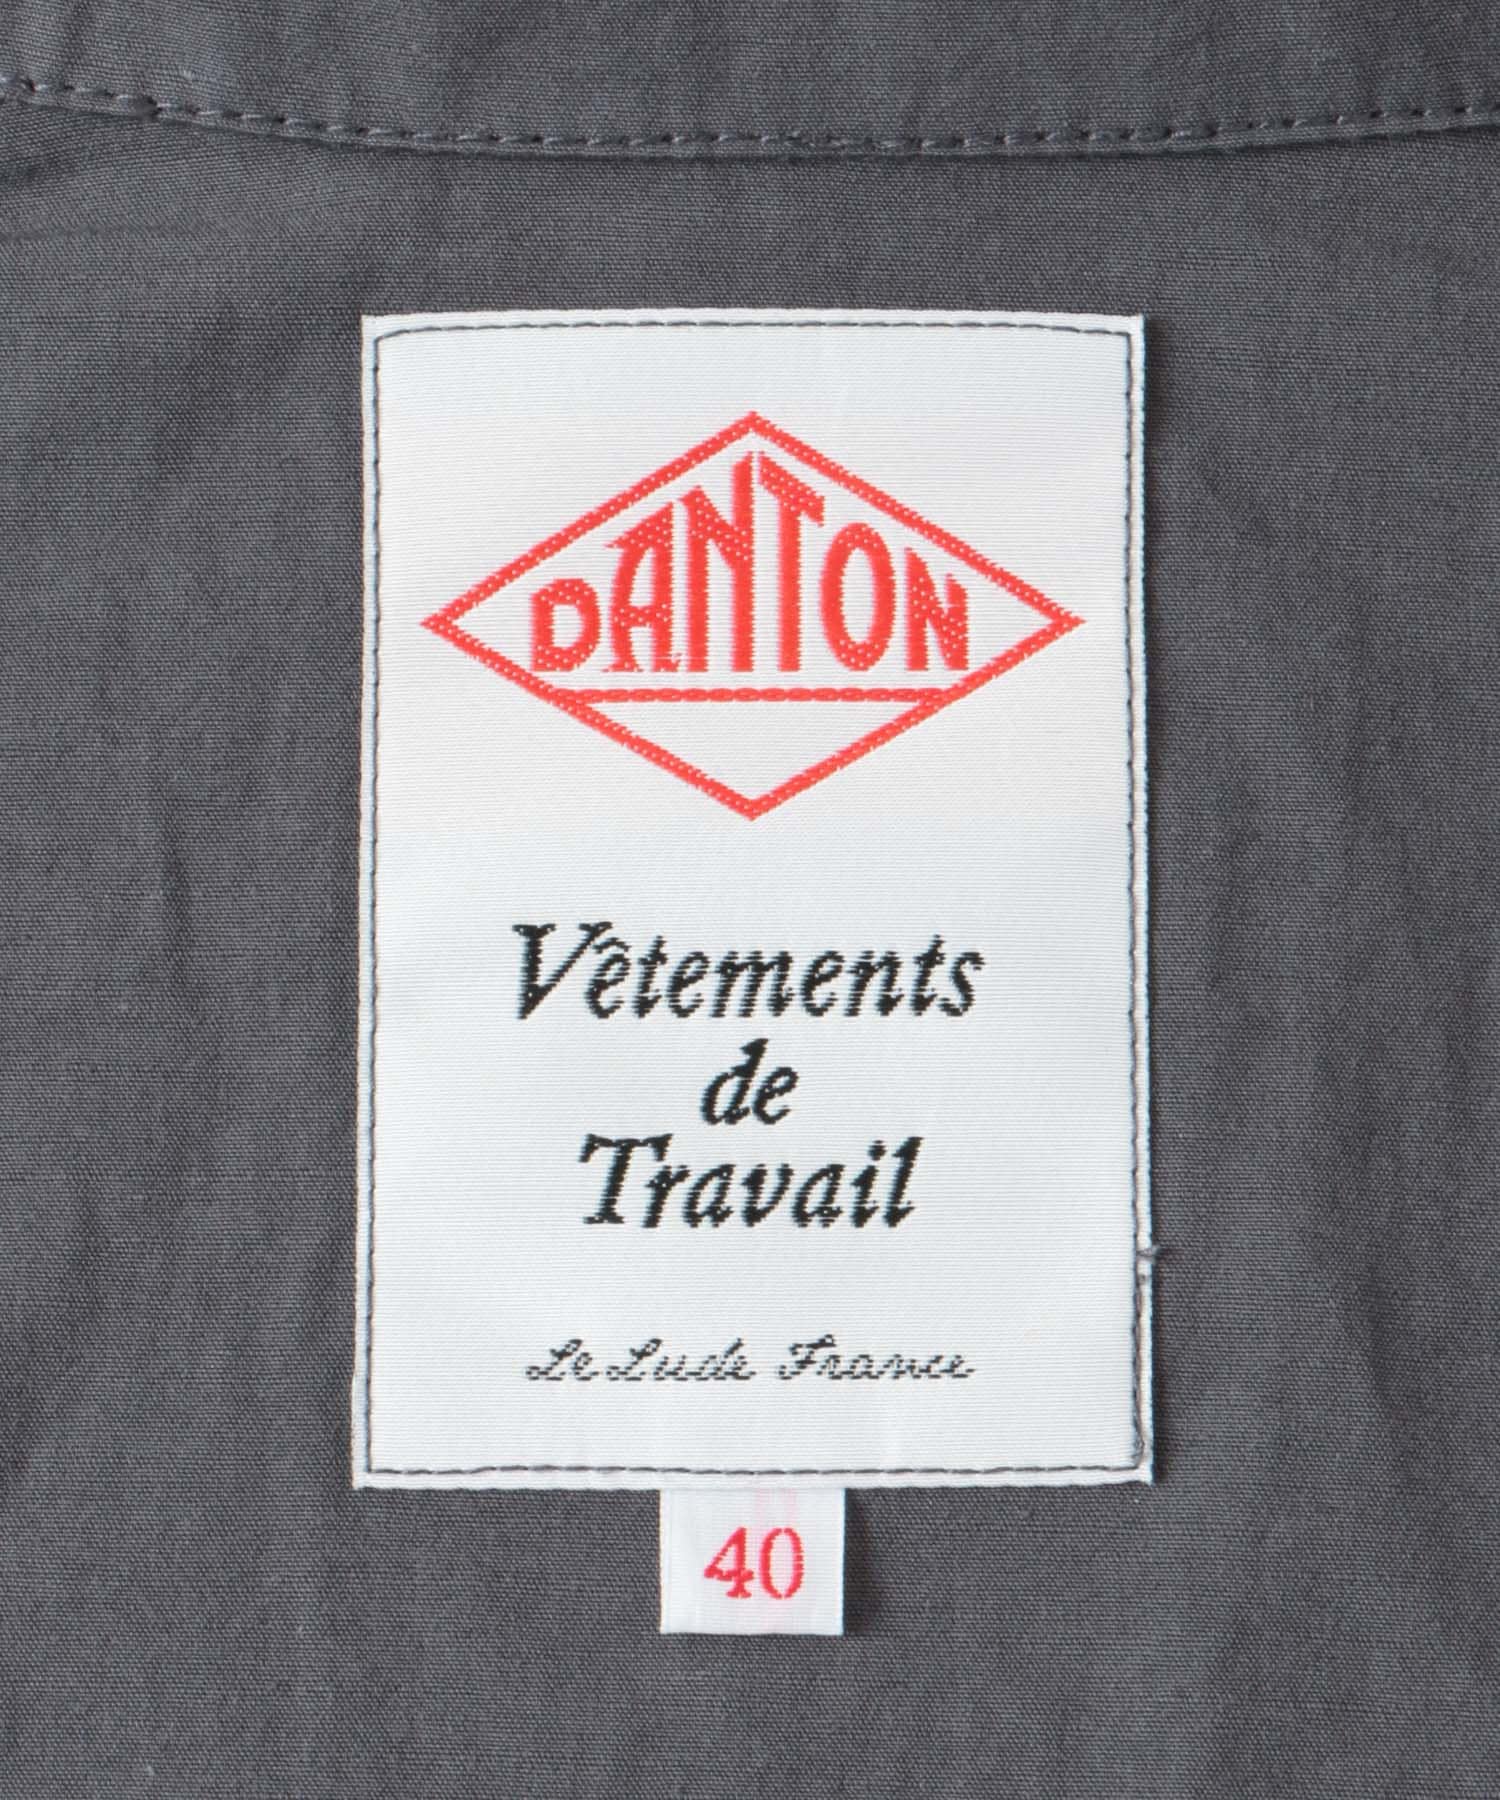 DANTON
Vêtements
de
Travail
Le Lude France
40